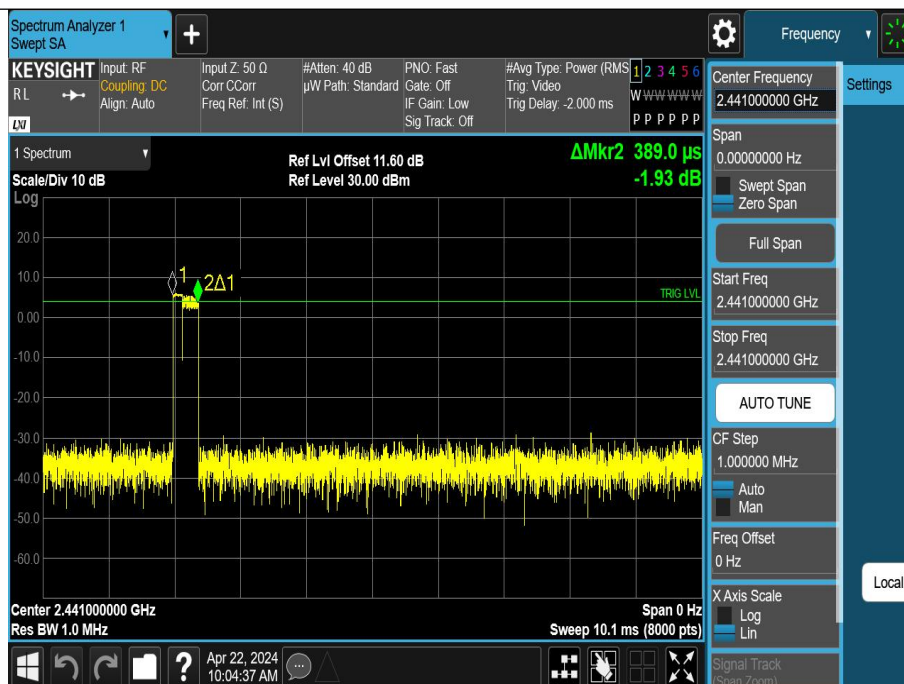 Spectrum Analyzer 1
Swept SA
+
Frequency
KEYSIGHT
RL
LXI
Input: RF
Coupling: DC
Align: Auto
Input Z: 50 Ω
Corr CCorr
Freq Ref: Int (S)
#Atten: 40 dB
µW Path: Standard
PNO: Fast
Gate: Off
IF Gain: Low
Sig Track: Off
#Avg Type: Power (RMS
Trig: Video
Trig Delay: -2.000 ms
1 2 3 4 5 6
W W W W W W
P P P P P P
1 Spectrum
Scale/Div 10 dB
Log
Ref Lvl Offset 11.60 dB
Ref Level 30.00 dBm
ΔMkr2 389.0 µs
-1.93 dB
20.0
10.0
0.00
-10.0
-20.0
-30.0
-40.0
-50.0
-60.0
1
2Δ1
TRIG LVL
Center 2.441000000 GHz
Res BW 1.0 MHz
Span 0 Hz
Sweep 10.1 ms (8000 pts)
Center Frequency
2.441000000 GHz
Span
0.00000000 Hz
Swept Span
Zero Span
Full Span
Start Freq
2.441000000 GHz
Stop Freq
2.441000000 GHz
AUTO TUNE
CF Step
1.000000 MHz
Auto
Man
Freq Offset
0 Hz
X Axis Scale
Log
Lin
Signal Track
(Span Zoom)
Settings
Local
?
Apr 22, 2024
10:04:37 AM